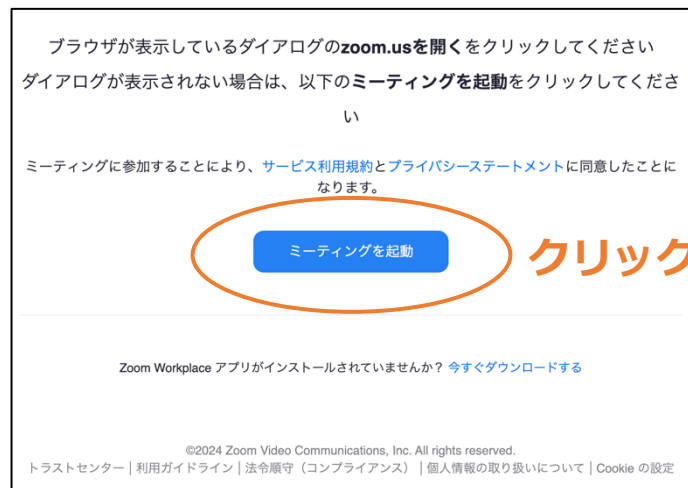 ブラウザが表示しているダイアログのzoom.usを開くをクリックしてください
ダイアログが表示されない場合は、以下のミーティングを起動をクリックしてくださ
い
ミーティングに参加することにより、サービス利用規約とプライバシーステートメントに同意したことに
なります。
ミーティングを起動
クリック
Zoom Workplace アプリがインストールされていませんか？ 今すぐダウンロードする
©2024 Zoom Video Communications, Inc. All rights reserved.
トラストセンター | 利用ガイドライン | 法令順守（コンプライアンス） | 個人情報の取り扱いについて | Cookie の設定